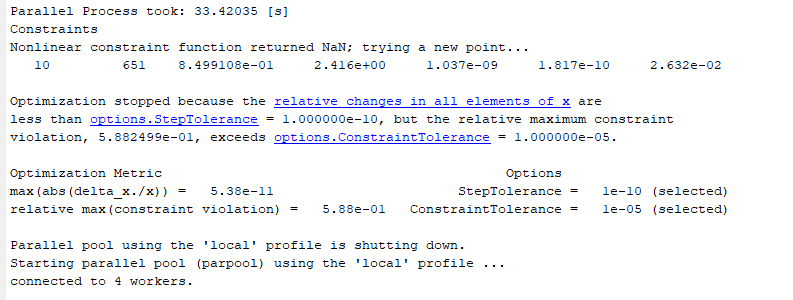 Parallel Process took: 33.42035 [s]
Constraints
Nonlinear constraint function returned NaN; trying a new point...
10 651 8.499108e-01 2.416e+00 1.037e-09 1.817e-10 2.632e-02
Optimization stopped because the relative changes in all elements of x are
less than options.StepTolerance = 1.000000e-10, but the relative maximum constraint
violation, 5.882499e-01, exceeds options.ConstraintTolerance = 1.000000e-05.
Optimization Metric Options
max(abs(delta_x./x)) = 5.38e-11 StepTolerance = 1e-10 (selected)
relative max(constraint violation) = 5.88e-01 ConstraintTolerance = 1e-05 (selected)
Parallel pool using the 'local' profile is shutting down.
Starting parallel pool (parpool) using the 'local' profile ...
connected to 4 workers.